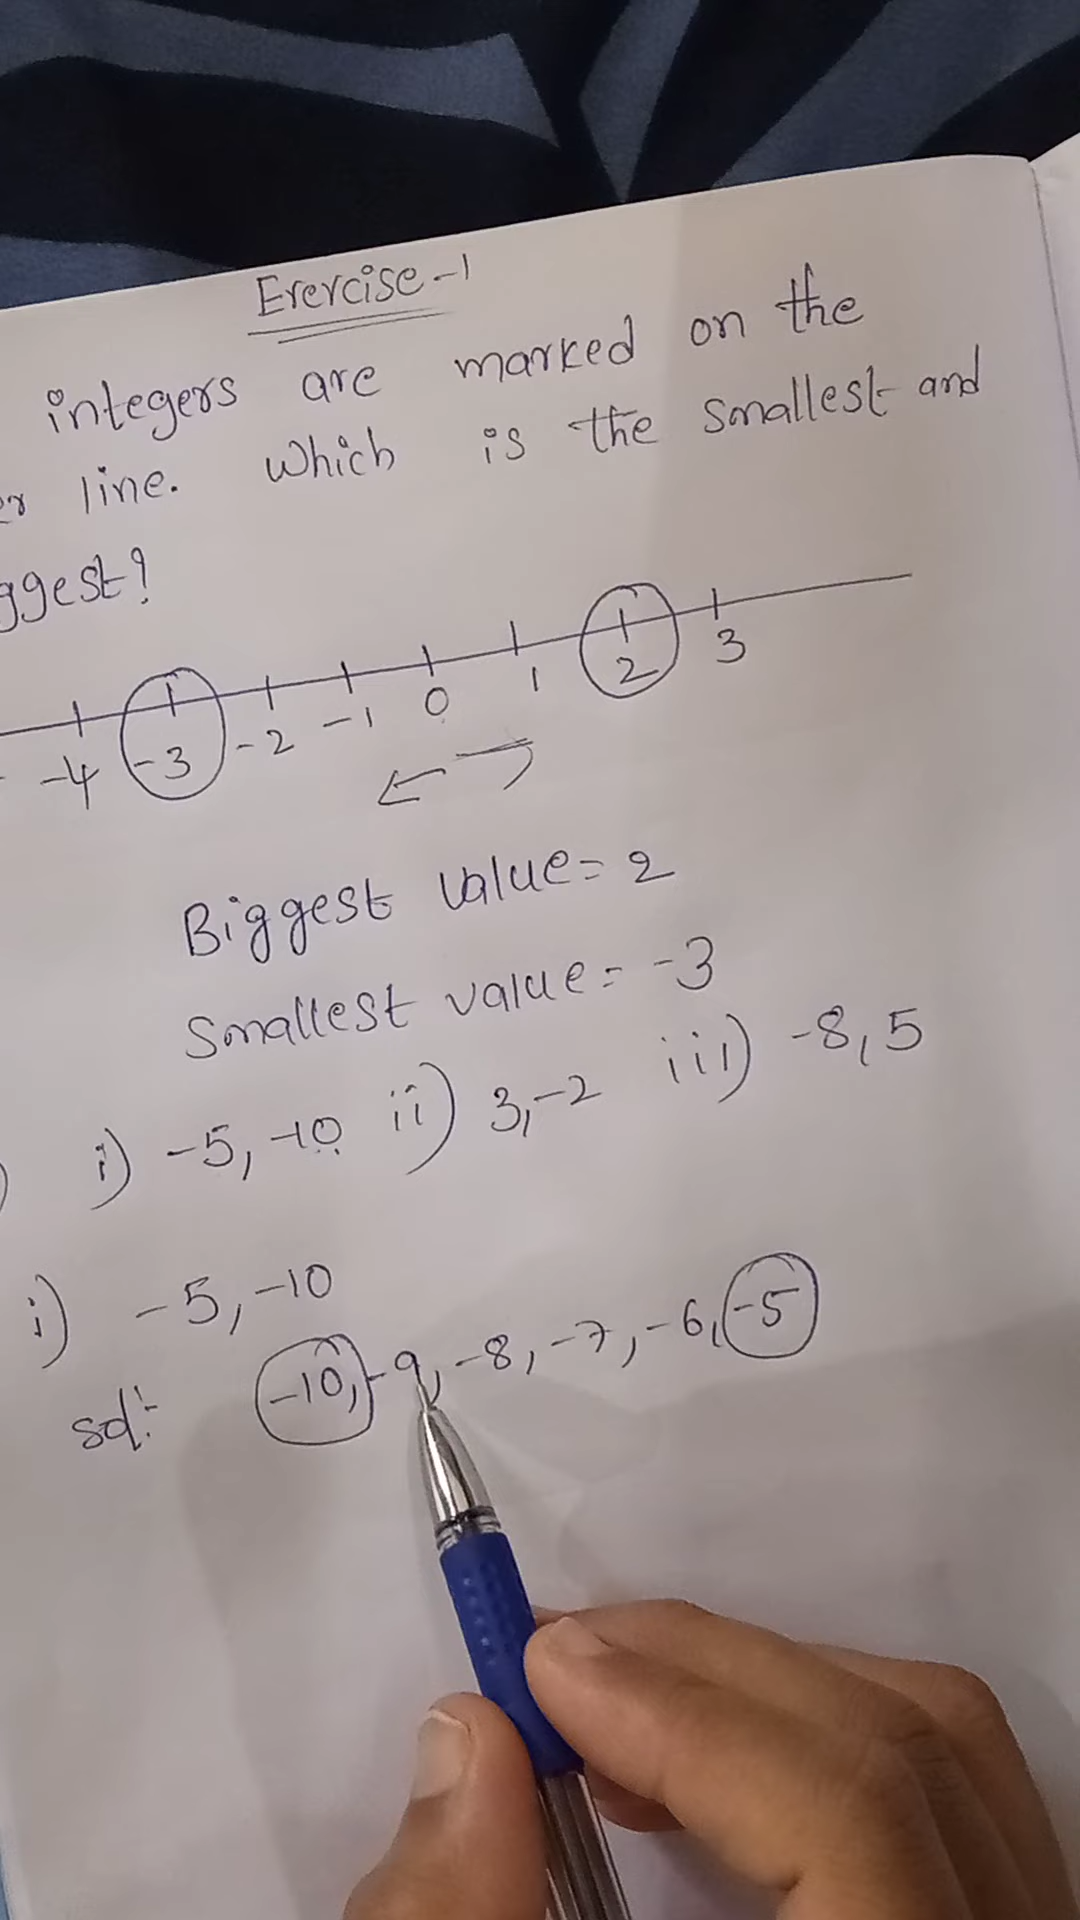 Exercise-1
integers are marked on the
line. which is the smallest and
-4 -3 -2 -1 0 1 2 3
Biggest value = 2
Smallest value = -3
i) -5, -10 ii) 3, -2 iii) -8, 5
i) -5, -10
sol:- -10, -9, -8, -7, -6, -5